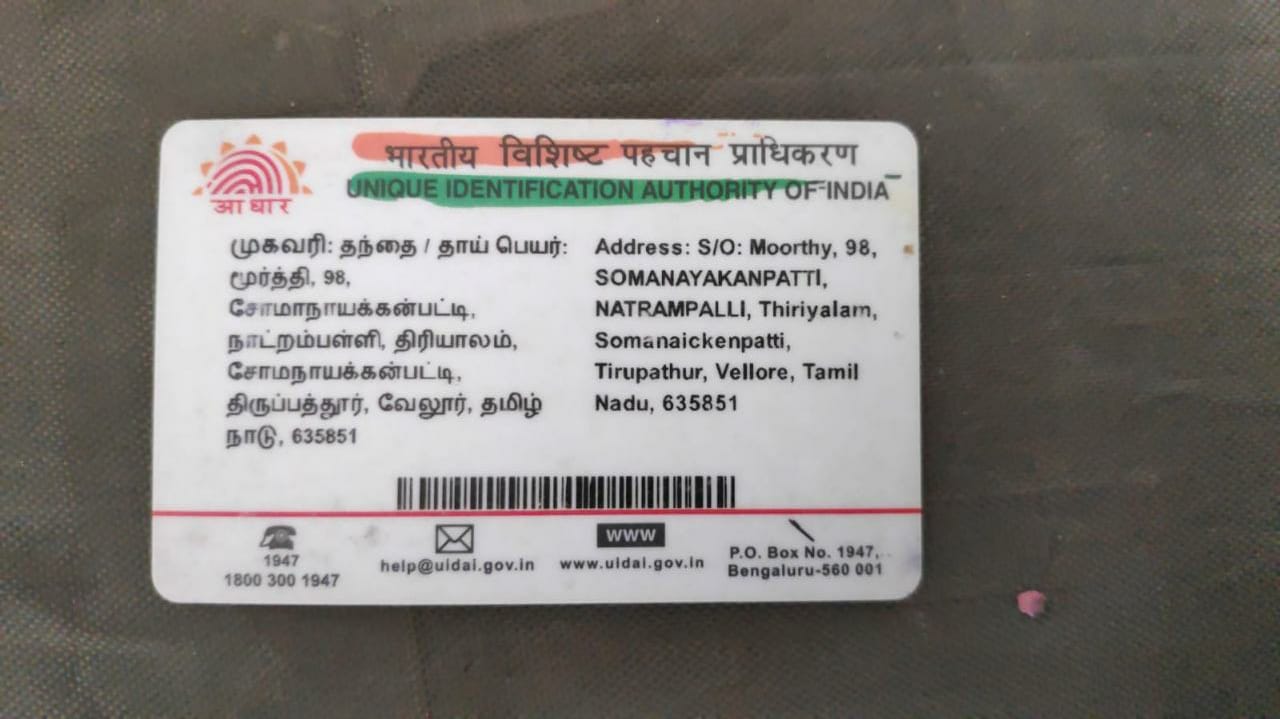 भारतीय विशिष्ट पहचान प्राधिकरण
UNIQUE IDENTIFICATION AUTHORITY OF INDIA
आधार
முகவரி: தந்தை / தாய் பெயர்:
மூர்த்தி, 98,
சோமாநாயக்கன்பட்டி,
நாட்றம்பள்ளி, திரியாலம்,
சோமநாயக்கன்பட்டி,
திருப்பத்தூர், வேலூர், தமிழ்
நாடு, 635851
Address: S/O: Moorthy, 98,
SOMANAYAKANPATTI,
NATRAMPALLI, Thiriyalam,
Somanaickenpatti,
Tirupathur, Vellore, Tamil
Nadu, 635851
1947
1800 300 1947
help@uidai.gov.in
www
www.uidai.gov.in
P.O. Box No. 1947,
Bengaluru-560 001